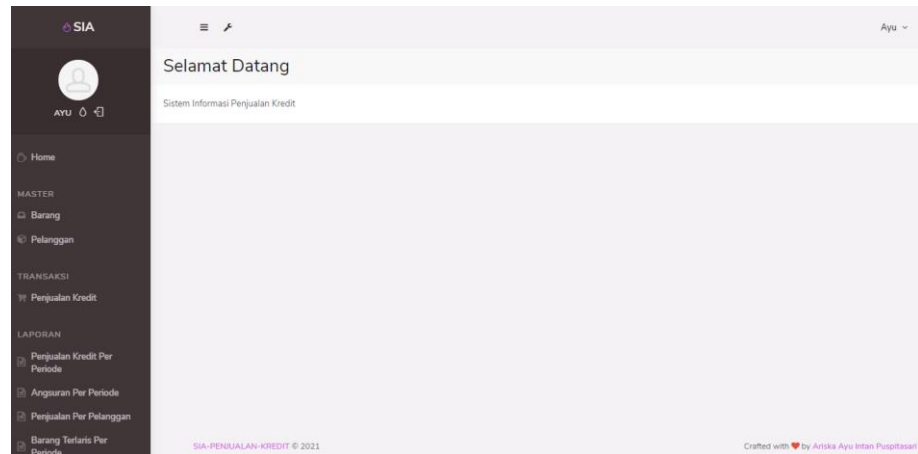 SIA
Ayu
AYU
Selamat Datang
Sistem Informasi Penjualan Kredit
Home
MASTER
Barang
Pelanggan
TRANSAKSI
Penjualan Kredit
LAPORAN
Penjualan Kredit Per
Periode
Angsuran Per Periode
Penjualan Per Pelanggan
Barang Terlaris Per
Periode
SIA-PENJUALAN-KREDIT © 2021
Crafted with ❤ by Ariska Ayu Intan Puspitasari